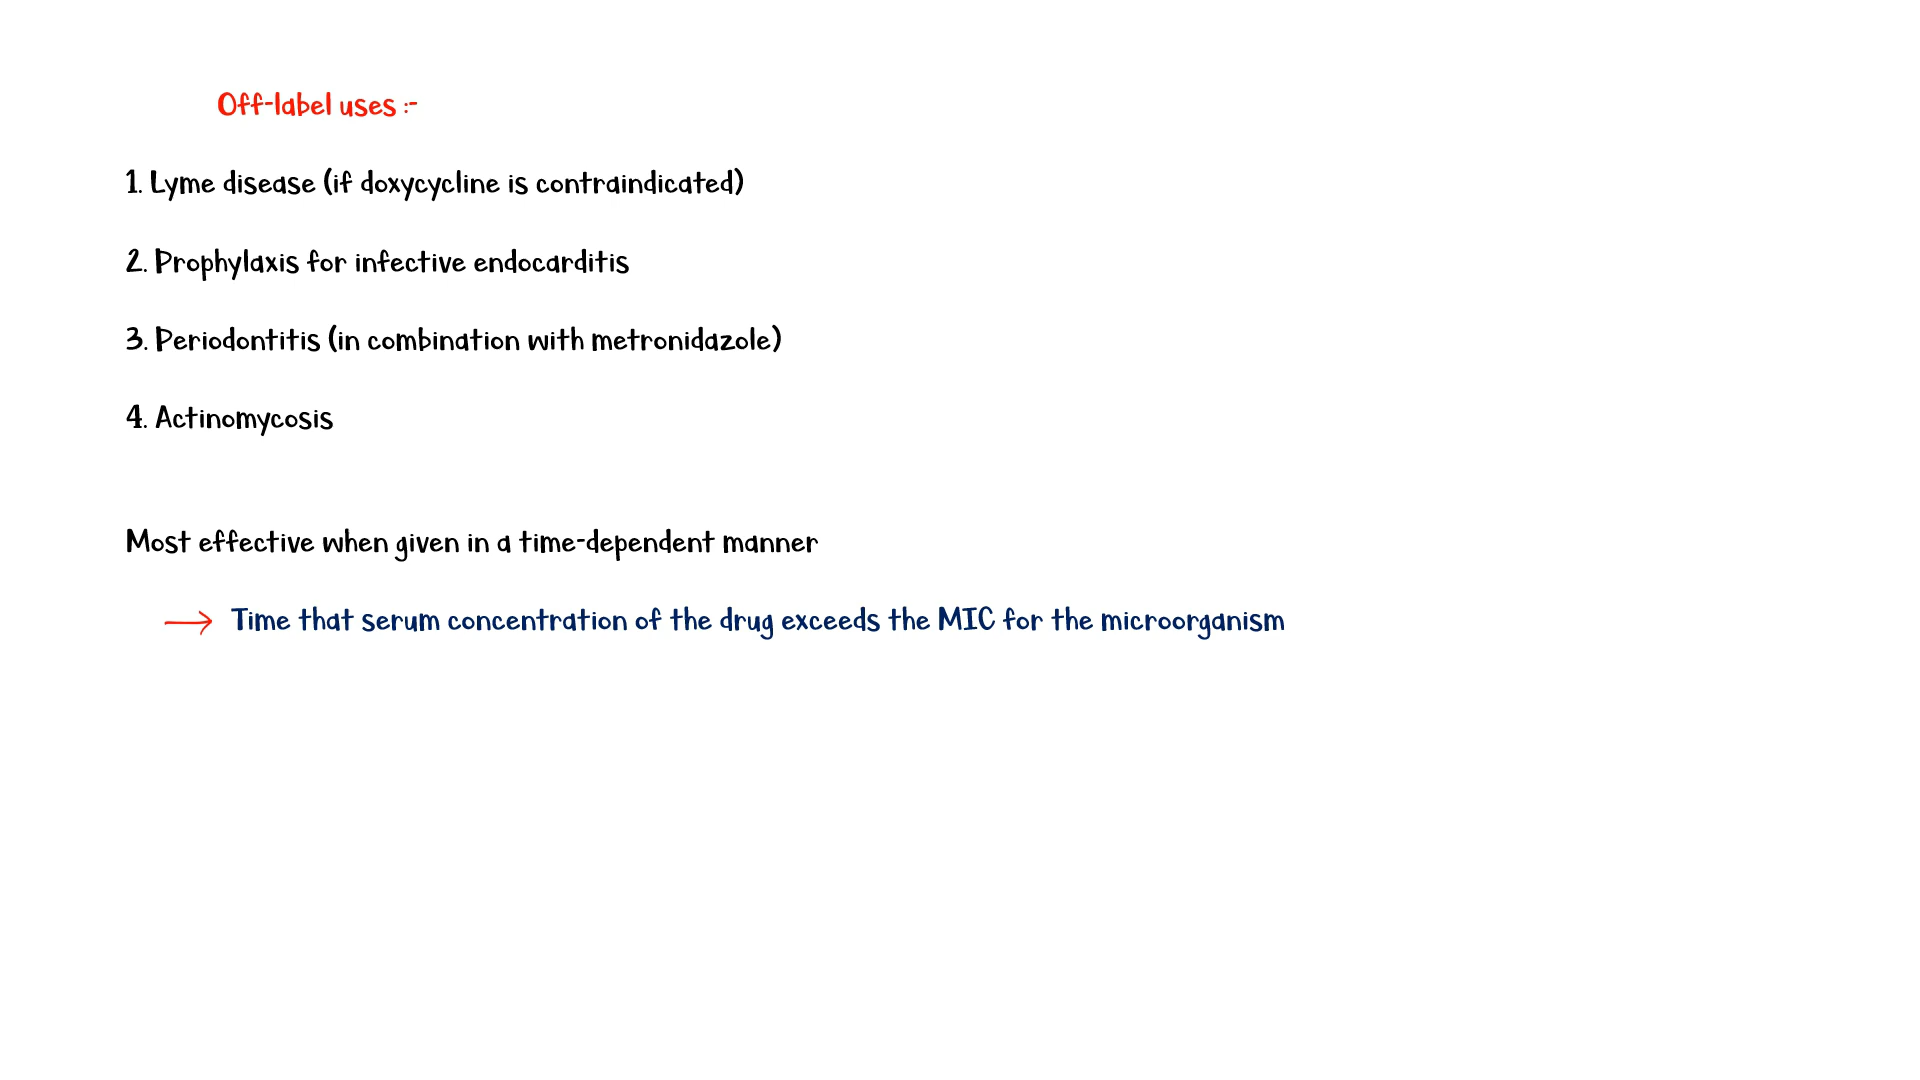 Off-label uses :-
1. Lyme disease (if doxycycline is contraindicated)
2. Prophylaxis for infective endocarditis
3. Periodontitis (in combination with metronidazole)
4. Actinomycosis
Most effective when given in a time-dependent manner
→ Time that serum concentration of the drug exceeds the MIC for the microorganism